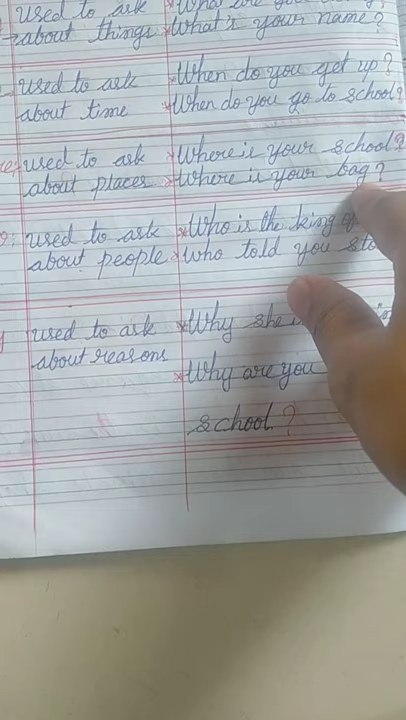 used to ask
about things *What's your name?
used to ask *When do you get up?
about time *When do you go to school?
used to ask *Where is your school?
about places *Where is your bag?
used to ask *Who is the king of
about people *Who told you
used to ask *Why she is
about reasons
*Why are you
school?